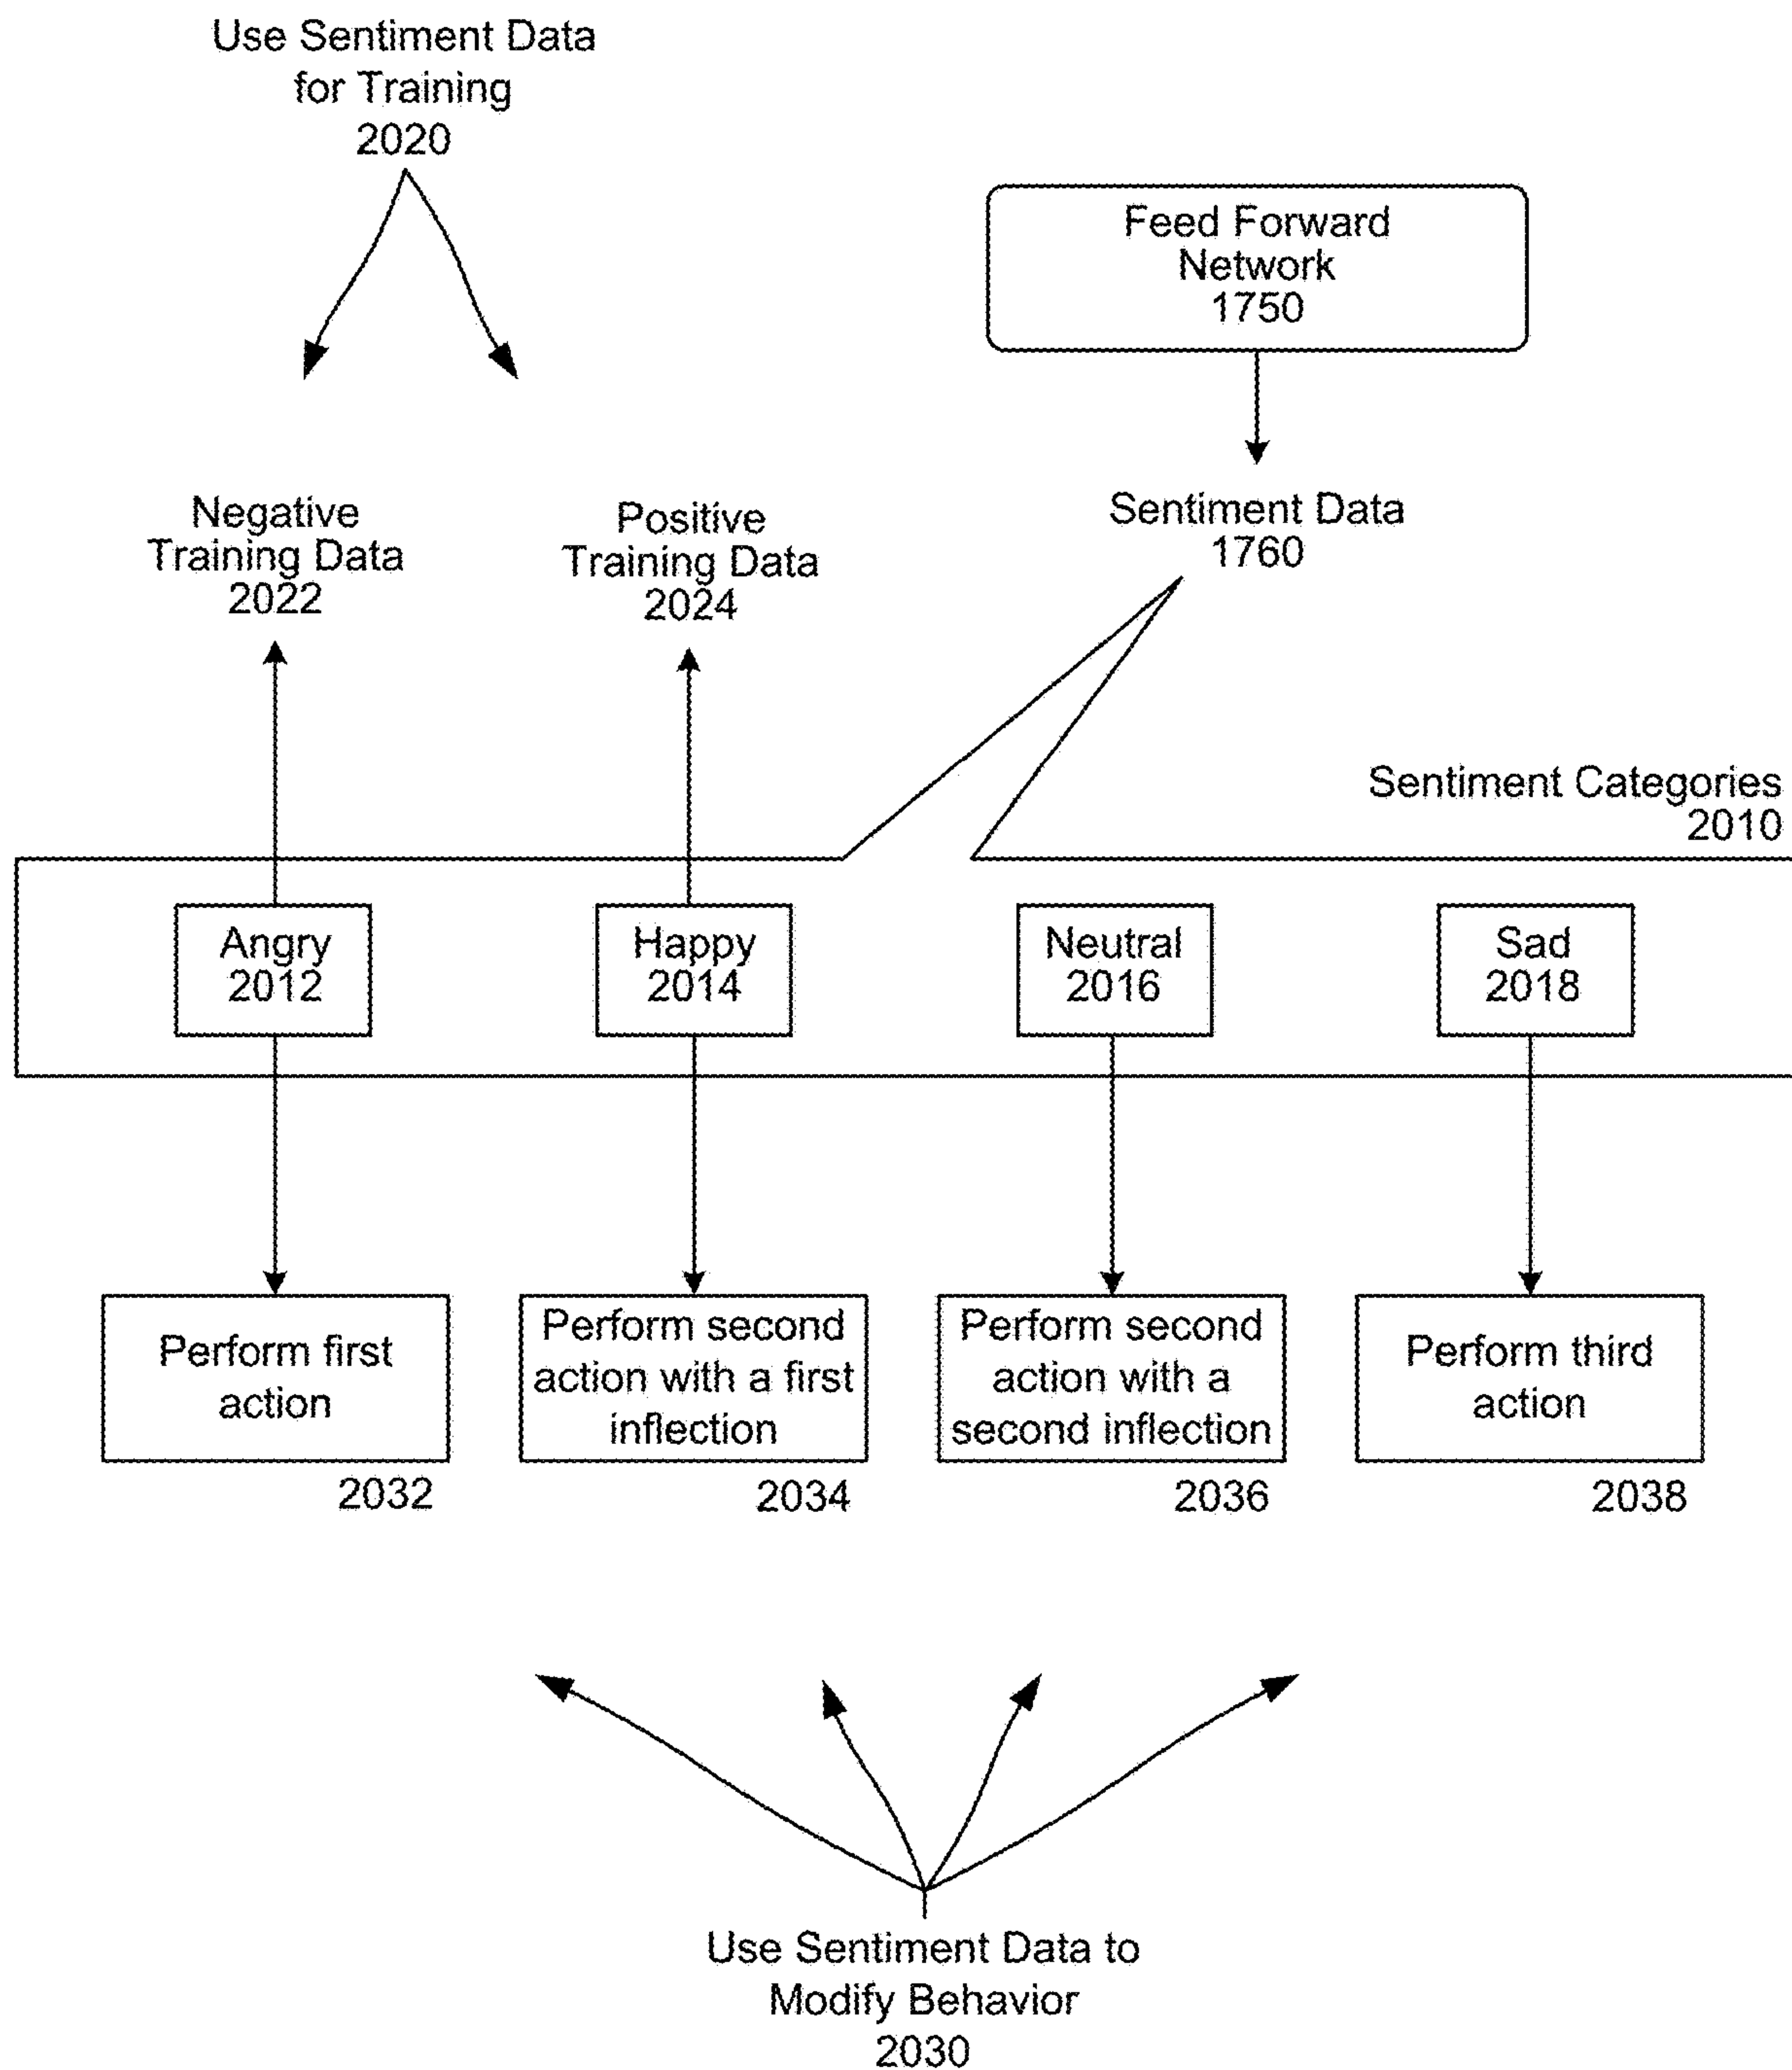 Use Sentiment Data
for Training
2020
Feed Forward
Network
1750
Negative
Training Data
2022
Positive
Training Data
2024
Sentiment Data
1760
Sentiment Categories
2010
Angry
2012
Happy
2014
Neutral
2016
Sad
2018
Perform first
action
2032
Perform second
action with a first
inflection
2034
Perform second
action with a
second inflection
2036
Perform third
action
2038
Use Sentiment Data to
Modify Behavior
2030